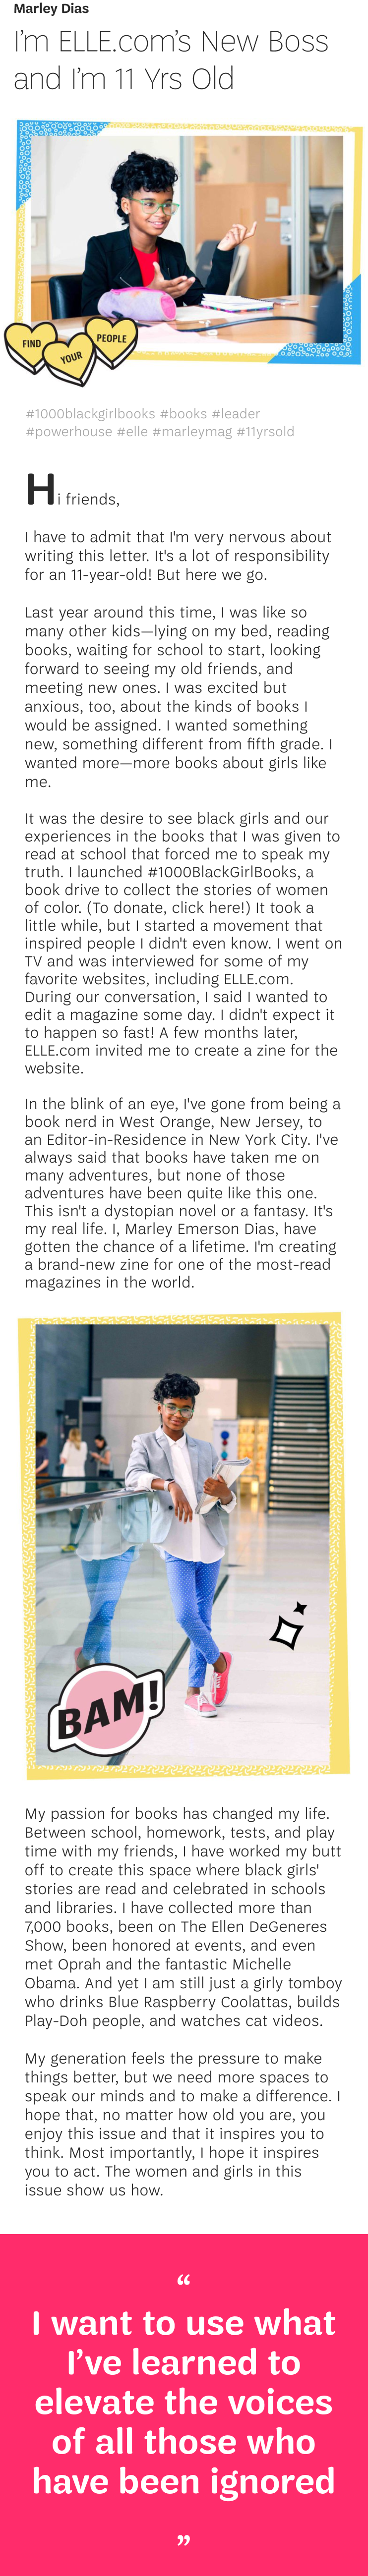 Marley Dias
I'm ELLE.com's New Boss
and I'm 11 Yrs Old
FIND
YOUR
PEOPLE
#1000blackgirlbooks #books #leader
#powerhouse #elle #marleymag #11yrsold
Hi friends,
I have to admit that I'm very nervous about
writing this letter. It's a lot of responsibility
for an 11-year-old! But here we go.
Last year around this time, I was like so
many other kids—lying on my bed, reading
books, waiting for school to start, looking
forward to seeing my old friends, and
meeting new ones. I was excited but
anxious, too, about the kinds of books I
would be assigned. I wanted something
new, something different from fifth grade. I
wanted more—more books about girls like
me.
It was the desire to see black girls and our
experiences in the books that I was given to
read at school that forced me to speak my
truth. I launched #1000BlackGirlBooks, a
book drive to collect the stories of women
of color. (To donate, click here!) It took a
little while, but I started a movement that
inspired people I didn't even know. I went on
TV and was interviewed for some of my
favorite websites, including ELLE.com.
During our conversation, I said I wanted to
edit a magazine some day. I didn't expect it
to happen so fast! A few months later,
ELLE.com invited me to create a zine for the
website.
In the blink of an eye, I've gone from being a
book nerd in West Orange, New Jersey, to
an Editor-in-Residence in New York City. I've
always said that books have taken me on
many adventures, but none of those
adventures have been quite like this one.
This isn't a dystopian novel or a fantasy. It's
my real life. I, Marley Emerson Dias, have
gotten the chance of a lifetime. I'm creating
a brand-new zine for one of the most-read
magazines in the world.
BAM!
My passion for books has changed my life.
Between school, homework, tests, and play
time with my friends, I have worked my butt
off to create this space where black girls'
stories are read and celebrated in schools
and libraries. I have collected more than
7,000 books, been on The Ellen DeGeneres
Show, been honored at events, and even
met Oprah and the fantastic Michelle
Obama. And yet I am still just a girly tomboy
who drinks Blue Raspberry Coolattas, builds
Play-Doh people, and watches cat videos.
My generation feels the pressure to make
things better, but we need more spaces to
speak our minds and to make a difference. I
hope that, no matter how old you are, you
enjoy this issue and that it inspires you to
think. Most importantly, I hope it inspires
you to act. The women and girls in this
issue show us how.
“
I want to use what
I've learned to
elevate the voices
of all those who
have been ignored
”